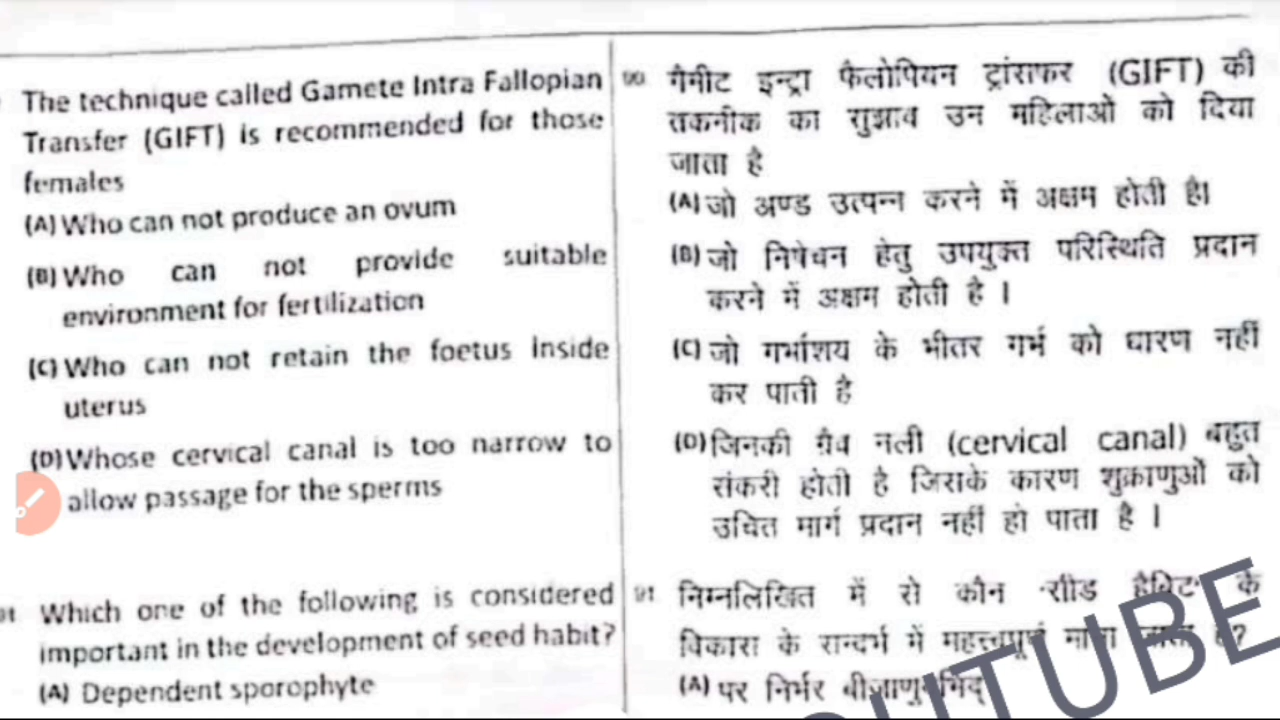 The technique called Gamete Intra Fallopian
Transfer (GIFT) is recommended for those
females
(A) Who can not produce an ovum
(B) Who can not provide suitable
environment for fertilization
(C) Who can not retain the foetus inside
uterus
(D) Whose cervical canal is too narrow to
allow passage for the sperms
91 Which one of the following is considered
important in the development of seed habit?
(A) Dependent sporophyte
90 गैमीट इन्ट्रा फैलोपियन ट्रांसफर (GIFT) की
तकनीक का सुझाव उन महिलाओं को दिया
जाता है
(A) जो अण्ड उत्पन्न करने में अक्षम होती है।
(B) जो निषेचन हेतु उपयुक्त परिस्थिति प्रदान
करने में अक्षम होती है ।
(C) जो गर्भाशय के भीतर गर्भ को धारण नहीं
कर पाती है
(D) जिनकी ग्रैव नली (cervical canal) बहुत
संकरी होती है जिसके कारण शुक्राणुओं को
उचित मार्ग प्रदान नहीं हो पाता है ।
91 निम्नलिखित में से कौन सीड हैबिट के
विकास के सन्दर्भ में महत्त्वपूर्ण माना जाता है?
(A) पर निर्भर बीजाणुद्भिद्
UTUBE